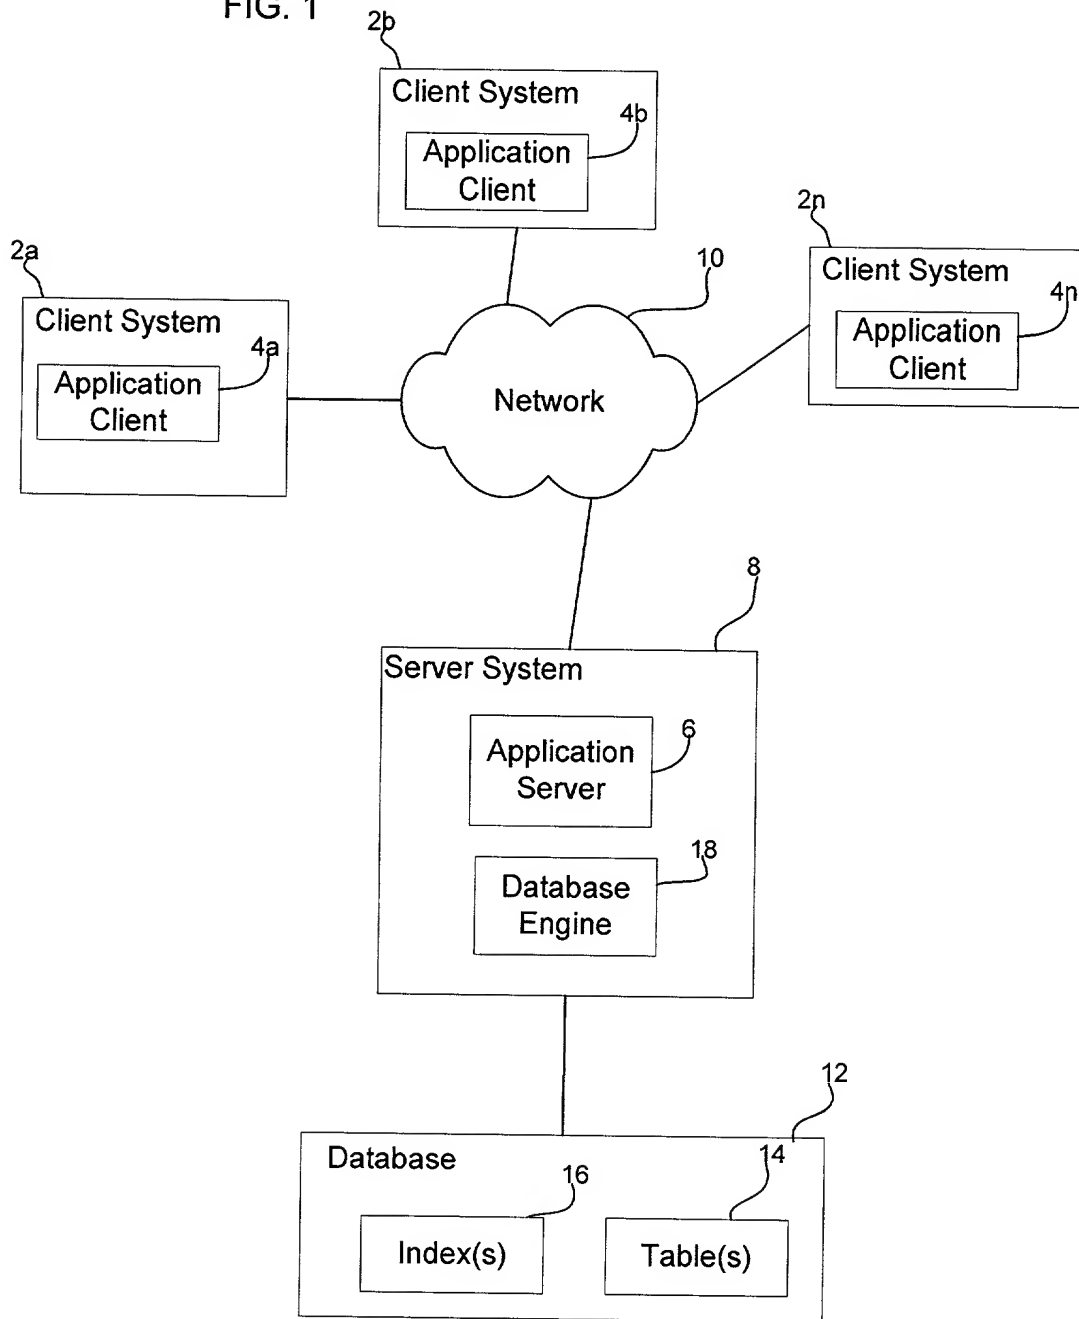 FIG. 1
2b
Client System
4b
Application
Client
2n
Client System
4n
Application
Client
2a
Client System
4a
Application
Client
10
Network
8
Server System
6
Application
Server
18
Database
Engine
12
Database
16
14
Index(s)
Table(s)